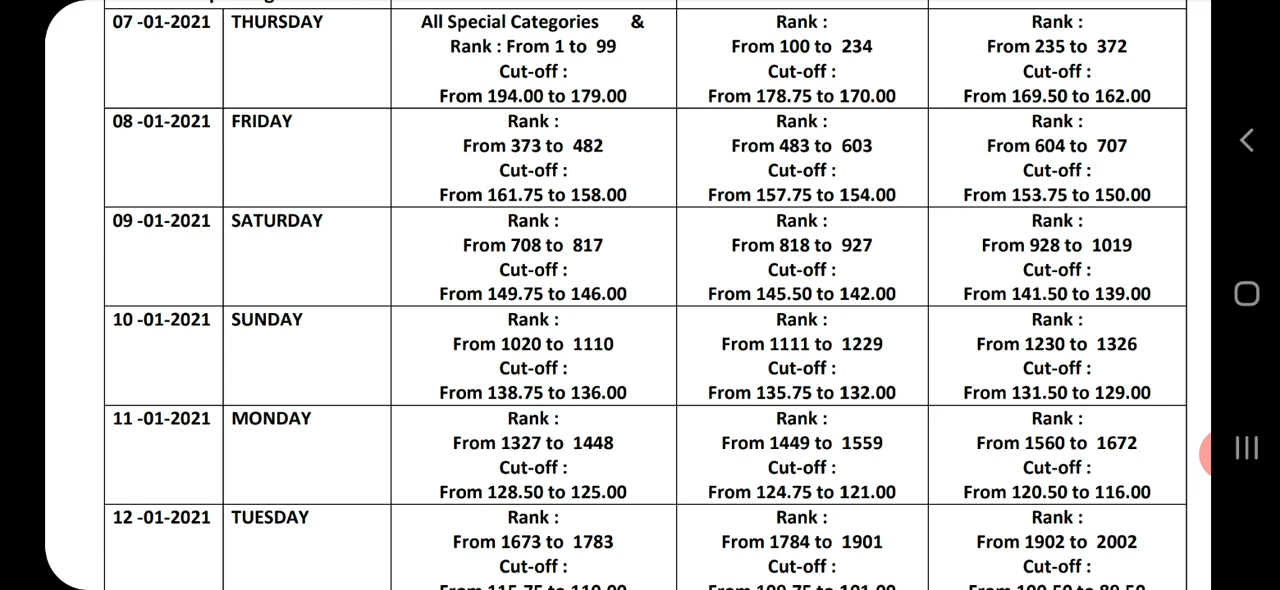 07 -01-2021 THURSDAY All Special Categories & Rank : Rank :
Rank : From 1 to 99 From 100 to 234 From 235 to 372
Cut-off : Cut-off : Cut-off :
From 194.00 to 179.00 From 178.75 to 170.00 From 169.50 to 162.00
08 -01-2021 FRIDAY Rank : Rank : Rank :
From 373 to 482 From 483 to 603 From 604 to 707
Cut-off : Cut-off : Cut-off :
From 161.75 to 158.00 From 157.75 to 154.00 From 153.75 to 150.00
09 -01-2021 SATURDAY Rank : Rank : Rank :
From 708 to 817 From 818 to 927 From 928 to 1019
Cut-off : Cut-off : Cut-off :
From 149.75 to 146.00 From 145.50 to 142.00 From 141.50 to 139.00
10 -01-2021 SUNDAY Rank : Rank : Rank :
From 1020 to 1110 From 1111 to 1229 From 1230 to 1326
Cut-off : Cut-off : Cut-off :
From 138.75 to 136.00 From 135.75 to 132.00 From 131.50 to 129.00
11 -01-2021 MONDAY Rank : Rank : Rank :
From 1327 to 1448 From 1449 to 1559 From 1560 to 1672
Cut-off : Cut-off : Cut-off :
From 128.50 to 125.00 From 124.75 to 121.00 From 120.50 to 116.00
12 -01-2021 TUESDAY Rank : Rank : Rank :
From 1673 to 1783 From 1784 to 1901 From 1902 to 2002
Cut-off : Cut-off : Cut-off :